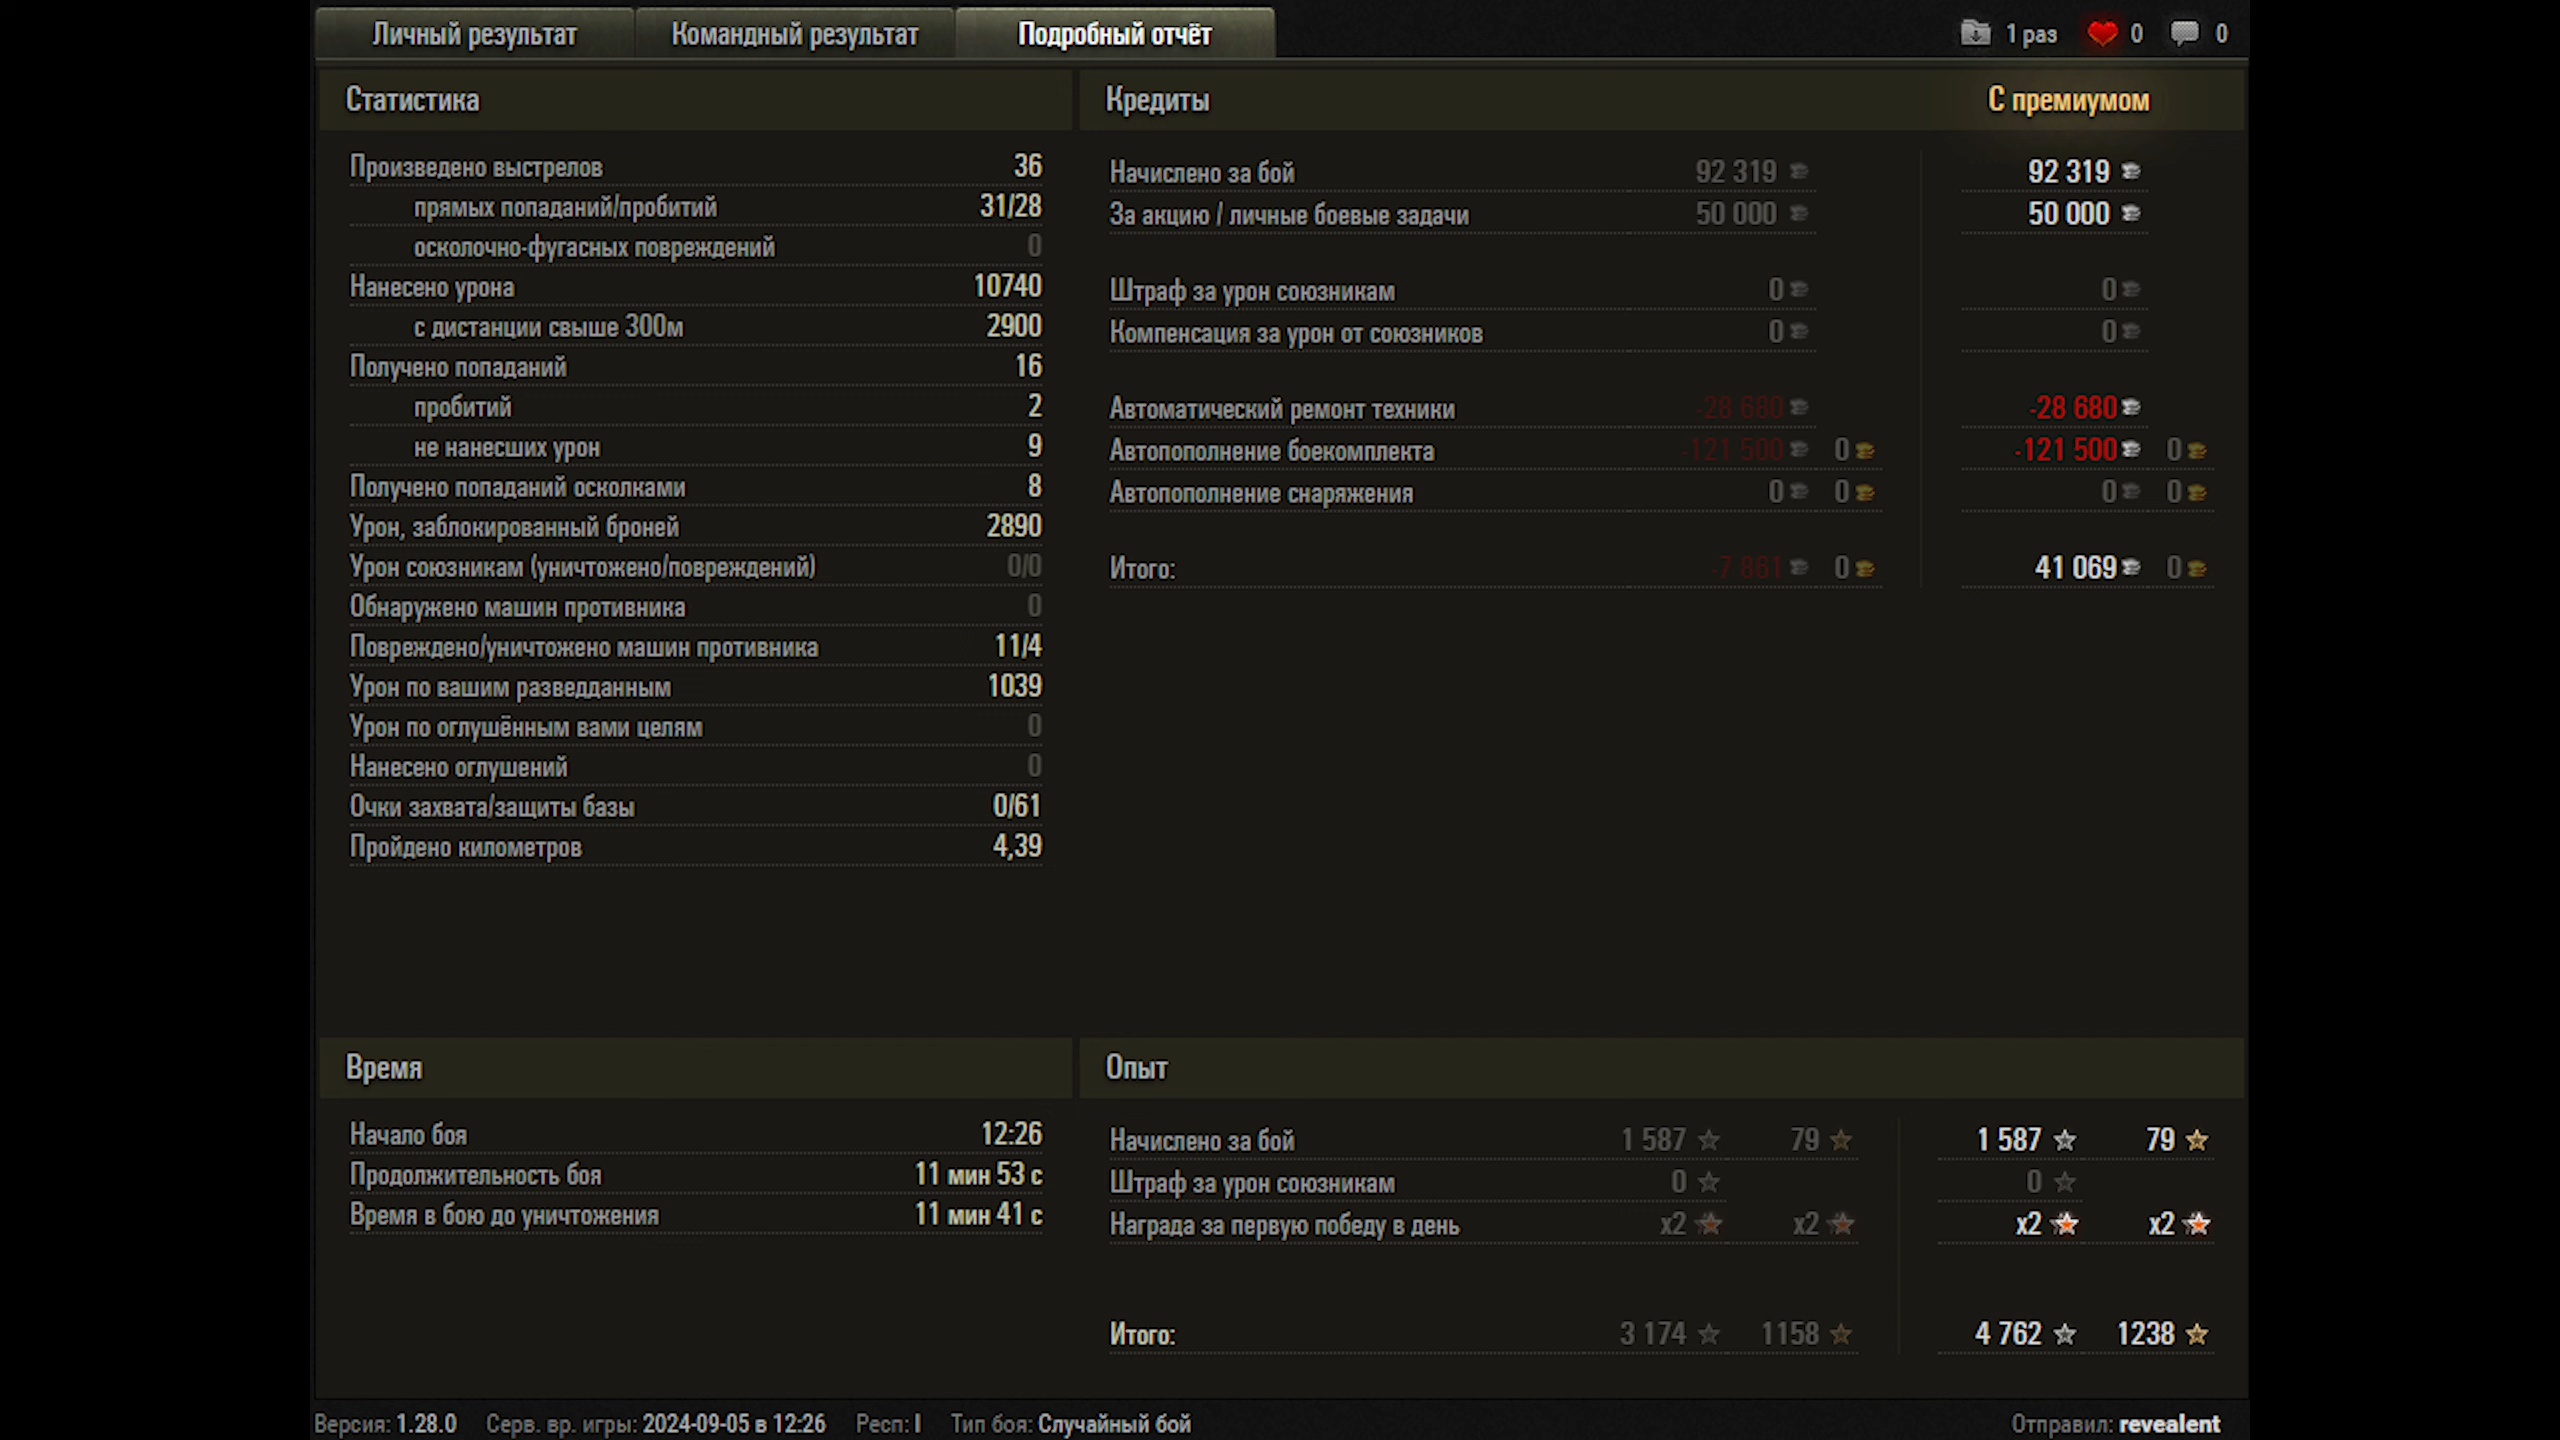 Личный результат Командный результат Подробный отчёт 1 раз 0 0
Статистика
Произведено выстрелов 36
прямых попаданий/пробитий 31/28
осколочно-фугасных повреждений 0
Нанесено урона 10740
с дистанции свыше 300м 2900
Получено попаданий 16
пробитий 2
не нанесших урон 9
Получено попаданий осколками 8
Урон, заблокированный броней 2890
Урон союзникам (уничтожено/повреждений) 0/0
Обнаружено машин противника 0
Повреждено/уничтожено машин противника 11/4
Урон по вашим разведданным 1039
Урон по оглушённым вами целям 0
Нанесено оглушений 0
Очки захвата/защиты базы 0/61
Пройдено километров 4,39
Кредиты С премиумом
Начислено за бой 92 319 92 319
За акцию / личные боевые задачи 50 000 50 000
Штраф за урон союзникам 0 0
Компенсация за урон от союзников 0 0
Автоматический ремонт техники -28 680 -28 680
Автопополнение боекомплекта -121 500 0 -121 500 0
Автопополнение снаряжения 0 0 0 0
Итого: -7 861 0 41 069 0
Время
Начало боя 12:26
Продолжительность боя 11 мин 53 с
Время в бою до уничтожения 11 мин 41 с
Опыт
Начислено за бой 1 587 79 1 587 79
Штраф за урон союзникам 0 0
Награда за первую победу в день x2 x2 x2 x2
Итого: 3 174 1158 4 762 1238
Версия: 1.28.0 Серв. вр. игры: 2024-09-05 в 12:26 Респ: I Тип боя: Случайный бой Отправил: revealent